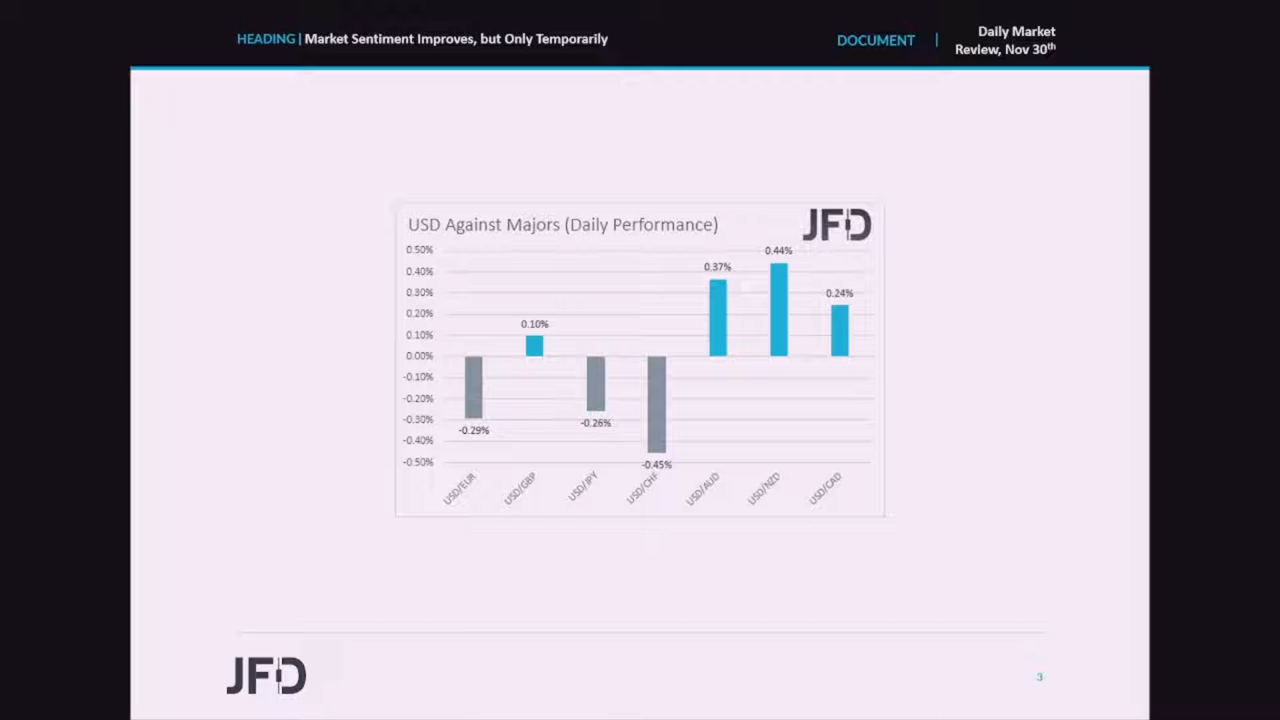 HEADING | Market Sentiment Improves, but Only Temporarily
DOCUMENT |
Daily Market
Review, Nov 30th
USD Against Majors (Daily Performance)
JFD
0.50%
0.40%
0.30%
0.20%
0.10%
0.00%
-0.10%
-0.20%
-0.30%
-0.40%
-0.50%
-0.29%
0.10%
-0.26%
-0.45%
0.37%
0.44%
0.24%
USD/EUR
USD/GBP
USD/JPY
USD/CHF
USD/AUD
USD/NZD
USD/CAD
JFD
3